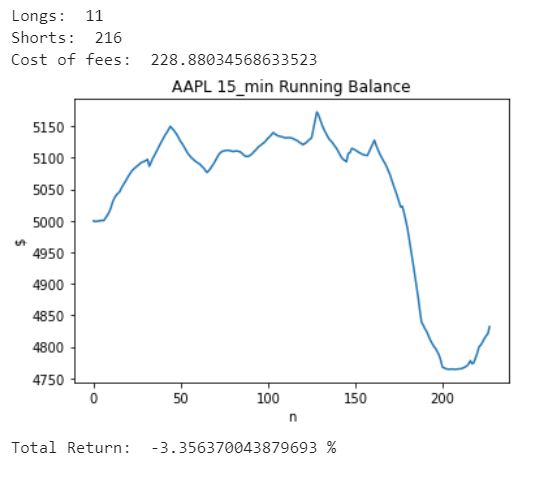 Longs:  11
Shorts:  216
Cost of fees:  228.88034568633523
AAPL 15_min Running Balance
5150
5100
5050
5000
4950
4900
4850
4800
4750
$
0 50 100 150 200
n
Total Return:  -3.356370043879693 %